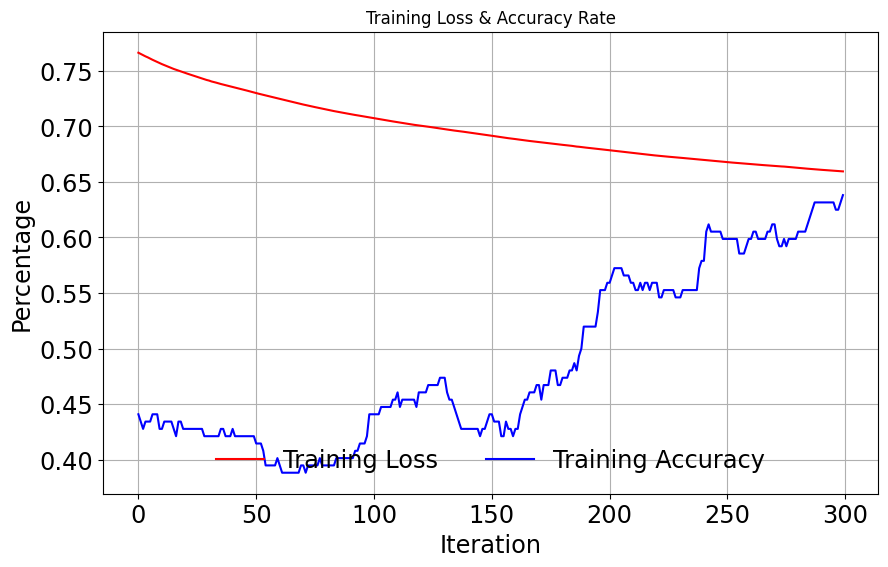 Training Loss & Accuracy Rate
Percentage
0.75
0.70
0.65
0.60
0.55
0.50
0.45
0.40
Training Loss Training Accuracy
0 50 100 150 200 250 300
Iteration